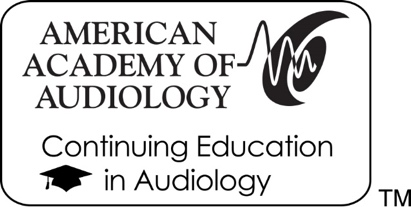 AMERICAN
ACADEMY OF
AUDIOLOGY
Continuing Education
in Audiology
TM